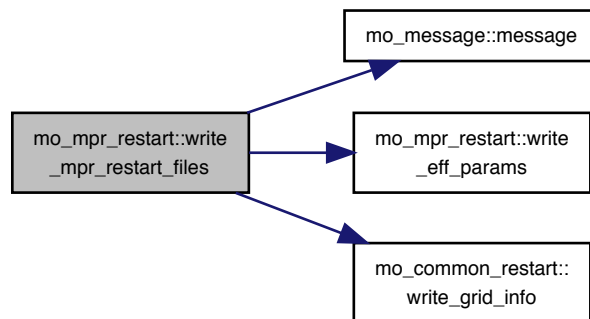 mo_message::message
mo_mpr_restart::write
_mpr_restart_files
mo_mpr_restart::write
_eff_params
mo_common_restart::
write_grid_info